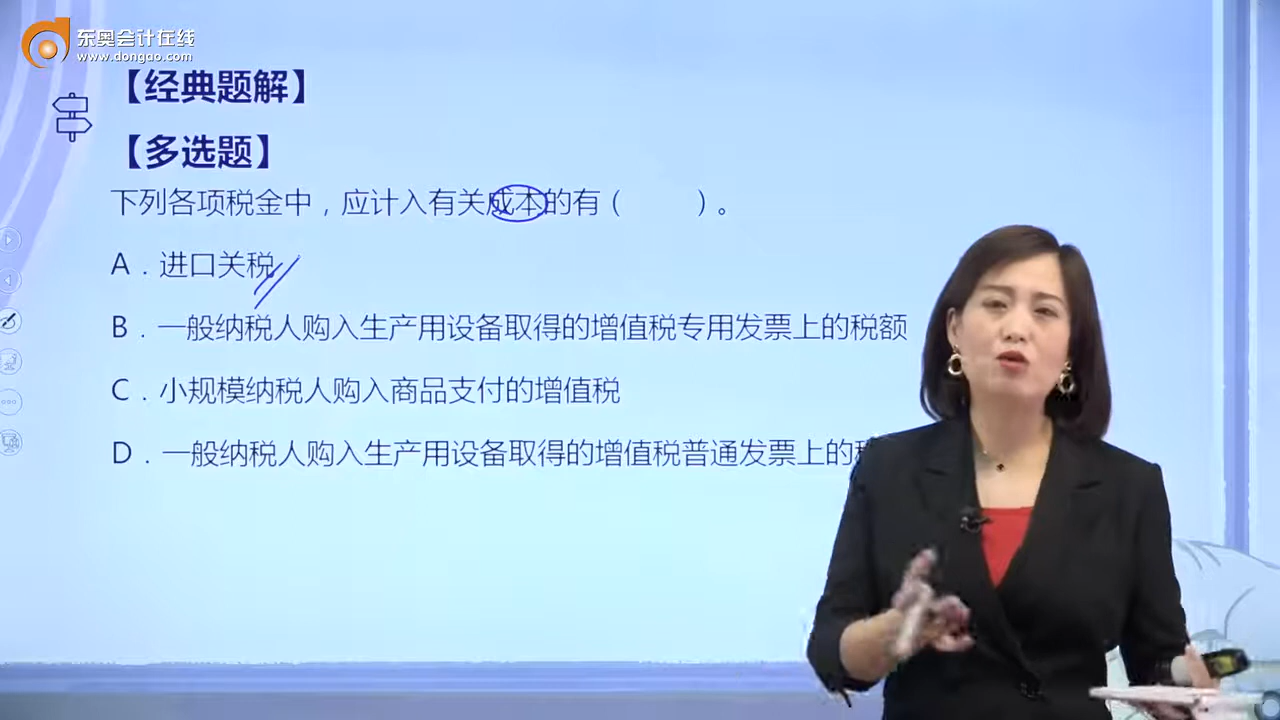 东奥会计在线
www.dongao.com
【经典题解】
【多选题】
下列各项税金中，应计入有关成本的有（　　）。
A．进口关税
B．一般纳税人购入生产用设备取得的增值税专用发票上的税额
C．小规模纳税人购入商品支付的增值税
D．一般纳税人购入生产用设备取得的增值税普通发票上的